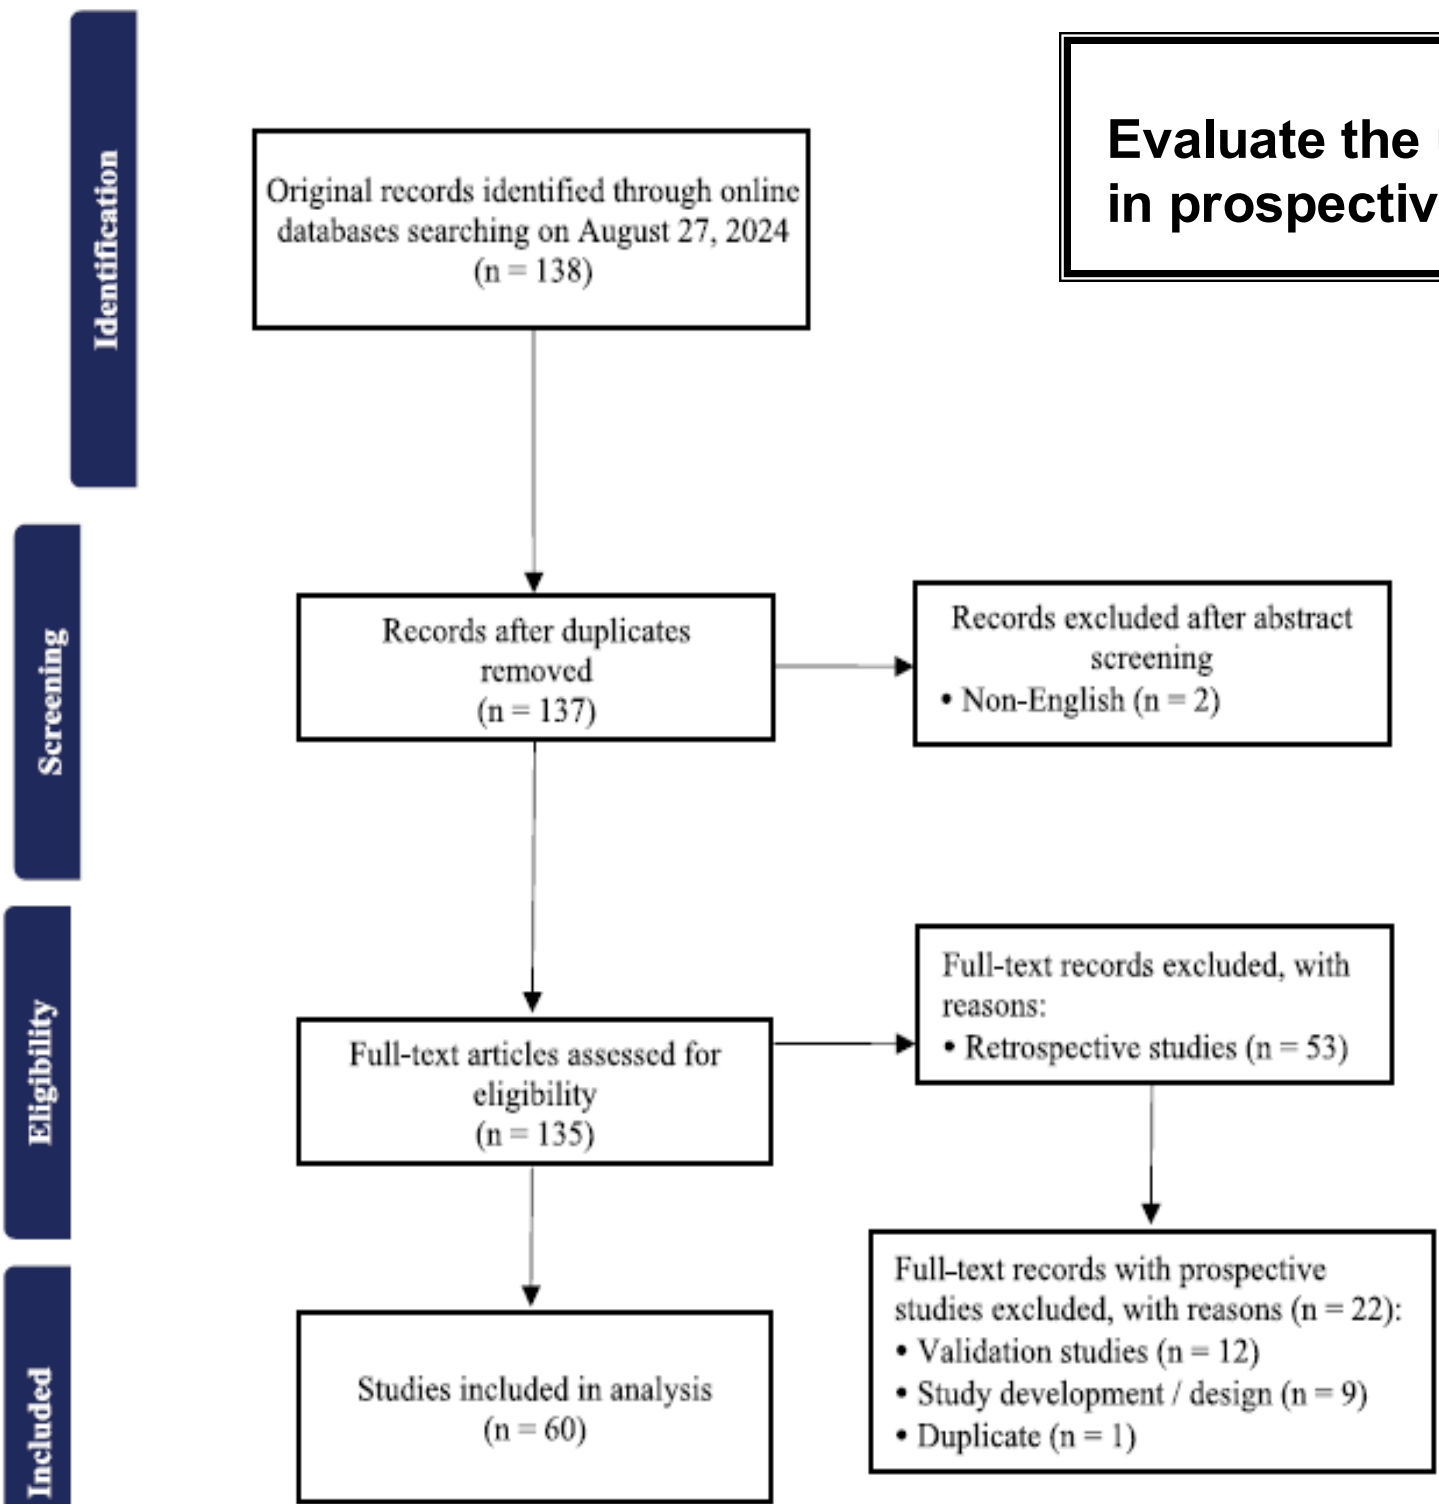 Identification
Original records identified through online
databases searching on August 27, 2024
(n = 138)
Evaluate the
in prospectiv
Screening
Records after duplicates
removed
(n = 137)
Records excluded after abstract
screening
• Non-English (n = 2)
Eligibility
Full-text articles assessed for
eligibility
(n = 135)
Full-text records excluded, with
reasons:
• Retrospective studies (n = 53)
Included
Studies included in analysis
(n = 60)
Full-text records with prospective
studies excluded, with reasons (n = 22):
• Validation studies (n = 12)
• Study development / design (n = 9)
• Duplicate (n = 1)